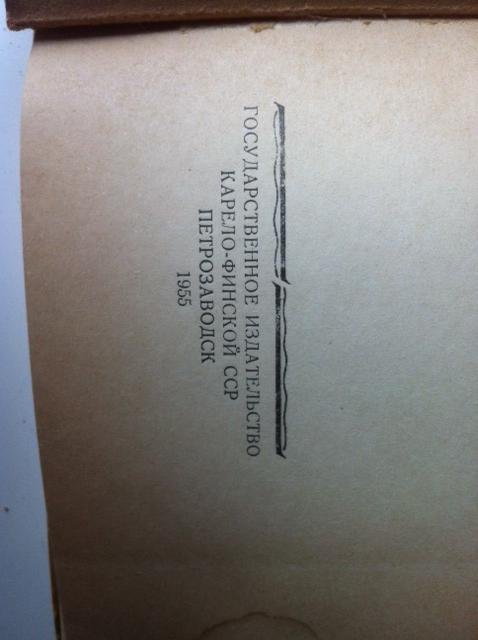 ГОСУДАРСТВЕННОЕ ИЗДАТЕЛЬСТВО
КАРЕЛО-ФИНСКОЙ ССР
ПЕТРОЗАВОДСК
1955